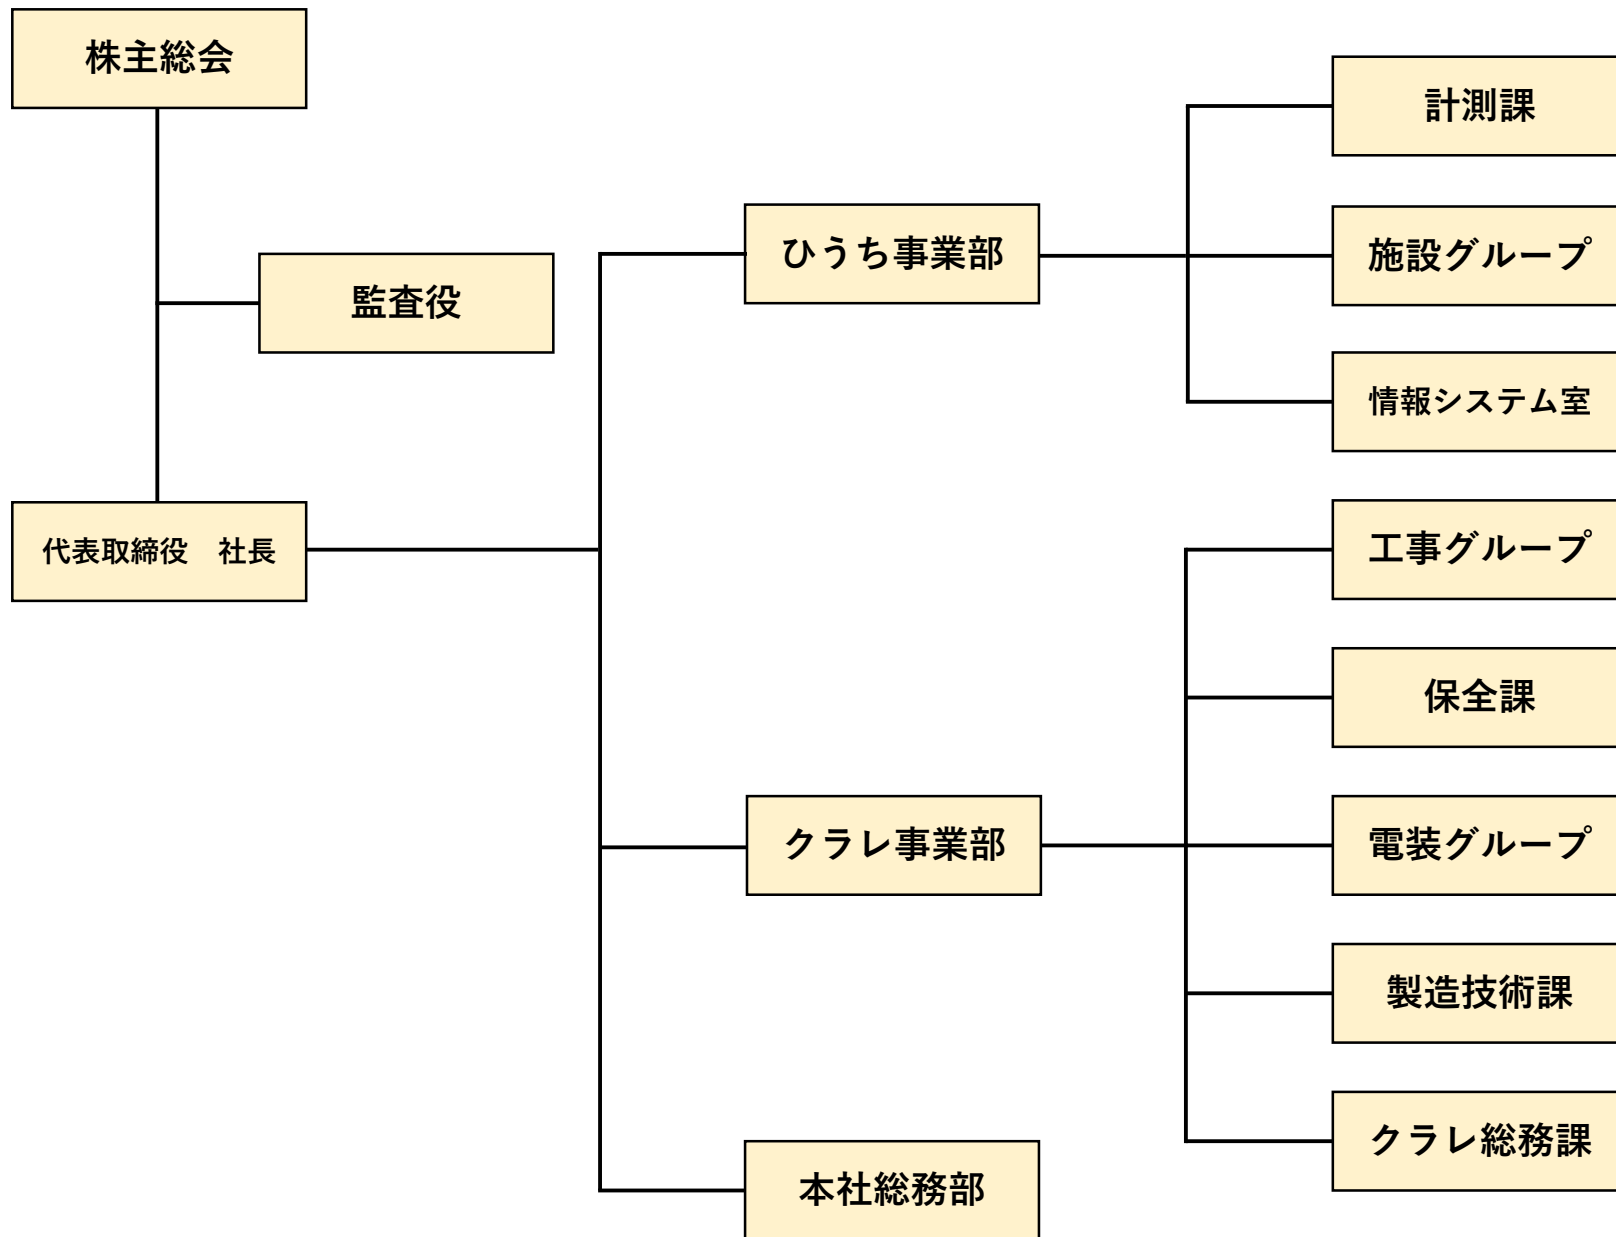 株主総会
監査役
代表取締役　社長
ひうち事業部
計測課
施設グループ
情報システム室
クラレ事業部
工事グループ
保全課
電装グループ
製造技術課
クラレ総務課
本社総務部